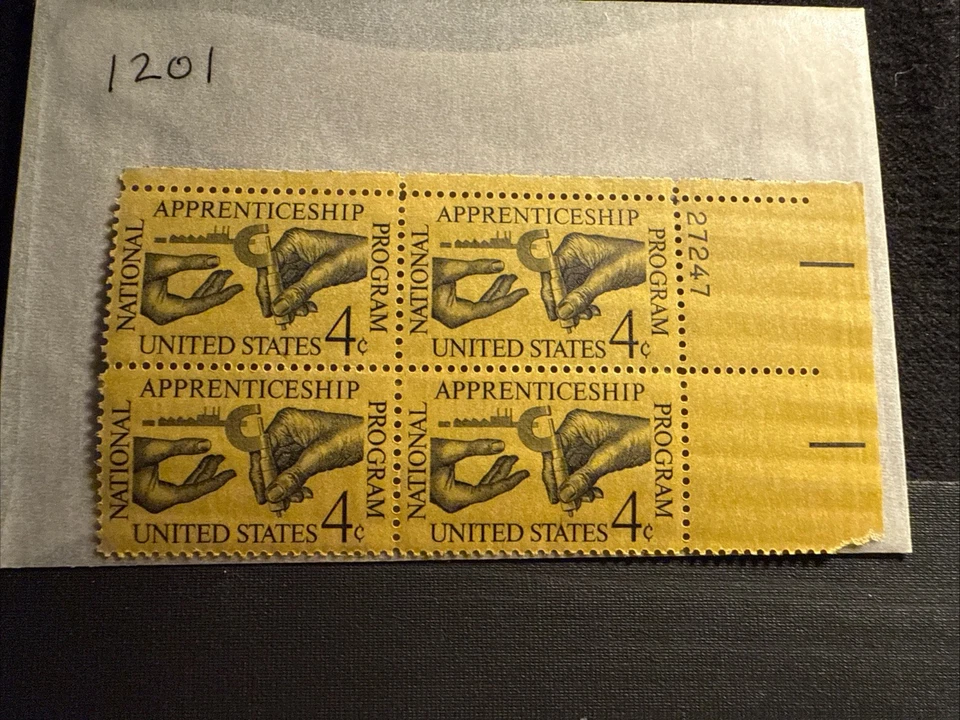 1201
APPRENTICESHIP
NATIONAL
PROGRAM
UNITED STATES 4¢
APPRENTICESHIP
NATIONAL
PROGRAM
UNITED STATES 4¢
27247
APPRENTICESHIP
NATIONAL
PROGRAM
UNITED STATES 4¢
APPRENTICESHIP
NATIONAL
PROGRAM
UNITED STATES 4¢